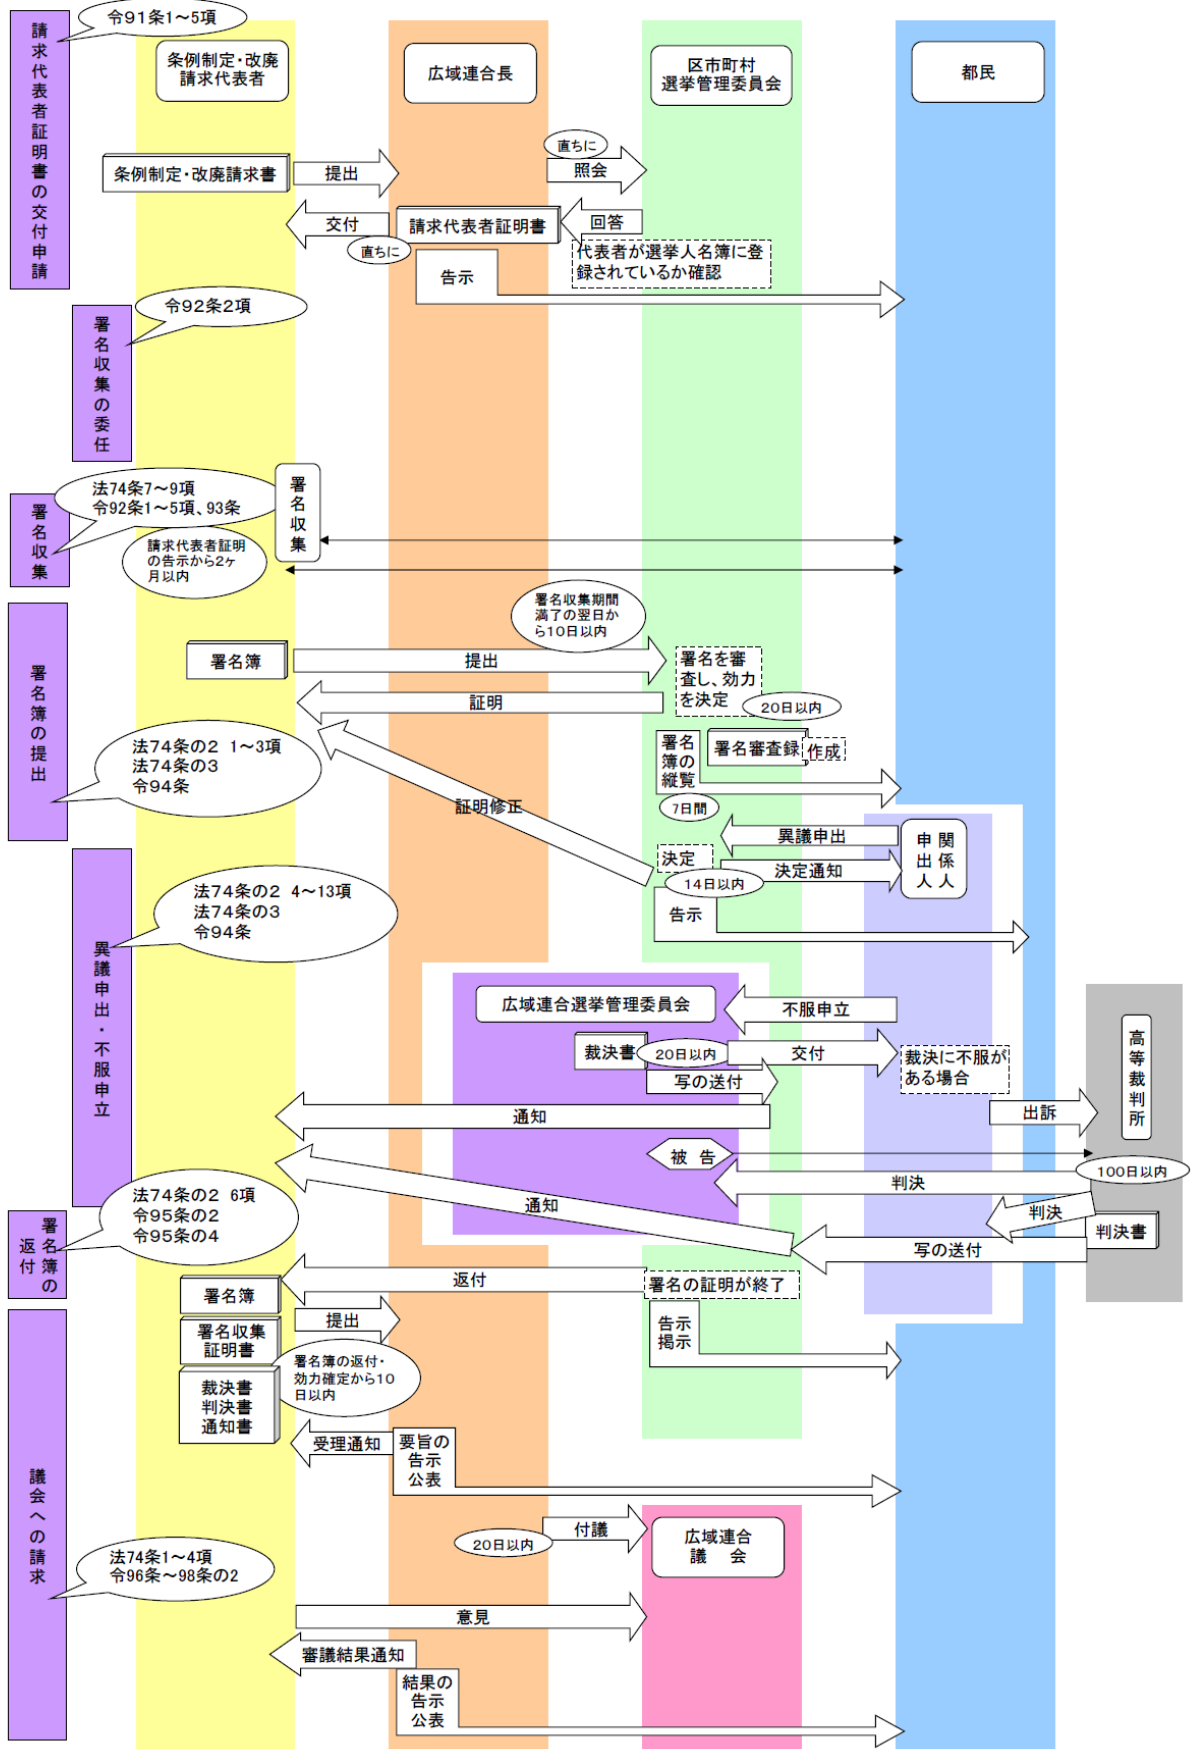 令91条1～5項
請求代表者証明書の交付申請
条例制定・改廃
請求代表者
広域連合長
区市町村
選挙管理委員会
都民
条例制定・改廃請求書
提出
直ちに
照会
交付
直ちに
請求代表者証明書
回答
代表者が選挙人名簿に登
録されているか確認
告示
令92条2項
署名収集の委任
法74条7～9項
令92条1～5項、93条
署名収集
署名収集
請求代表者証明
の告示から2ヶ
月以内
署名収集期間
満了の翌日か
ら10日以内
署名簿の提出
署名簿
提出
署名を審
査し、効力
を決定
証明
20日以内
法74条の2 1～3項
法74条の3
令94条
署名
簿の
縦覧
署名審査録
作成
7日間
証明修正
異議申出
関係人
申出人
決定
決定通知
14日以内
告示
法74条の2 4～13項
法74条の3
令94条
異議申出・不服申立
広域連合選挙管理委員会
不服申立
高等裁判所
裁決書
20日以内
交付
裁決に不服が
ある場合
写の送付
通知
出訴
被告
100日以内
判決
通知
判決
判決書
写の送付
法74条の2 6項
令95条の2
令95条の4
署名簿の
返付
返付
署名の証明が終了
署名簿
提出
告示
掲示
署名収集
証明書
署名簿の返付・
効力確定から10
日以内
裁決書
判決書
通知書
受理通知
要旨の
告示
公表
議会への請求
20日以内
付議
広域連合
議会
法74条1～4項
令96条～98条の2
意見
審議結果通知
結果の
告示
公表